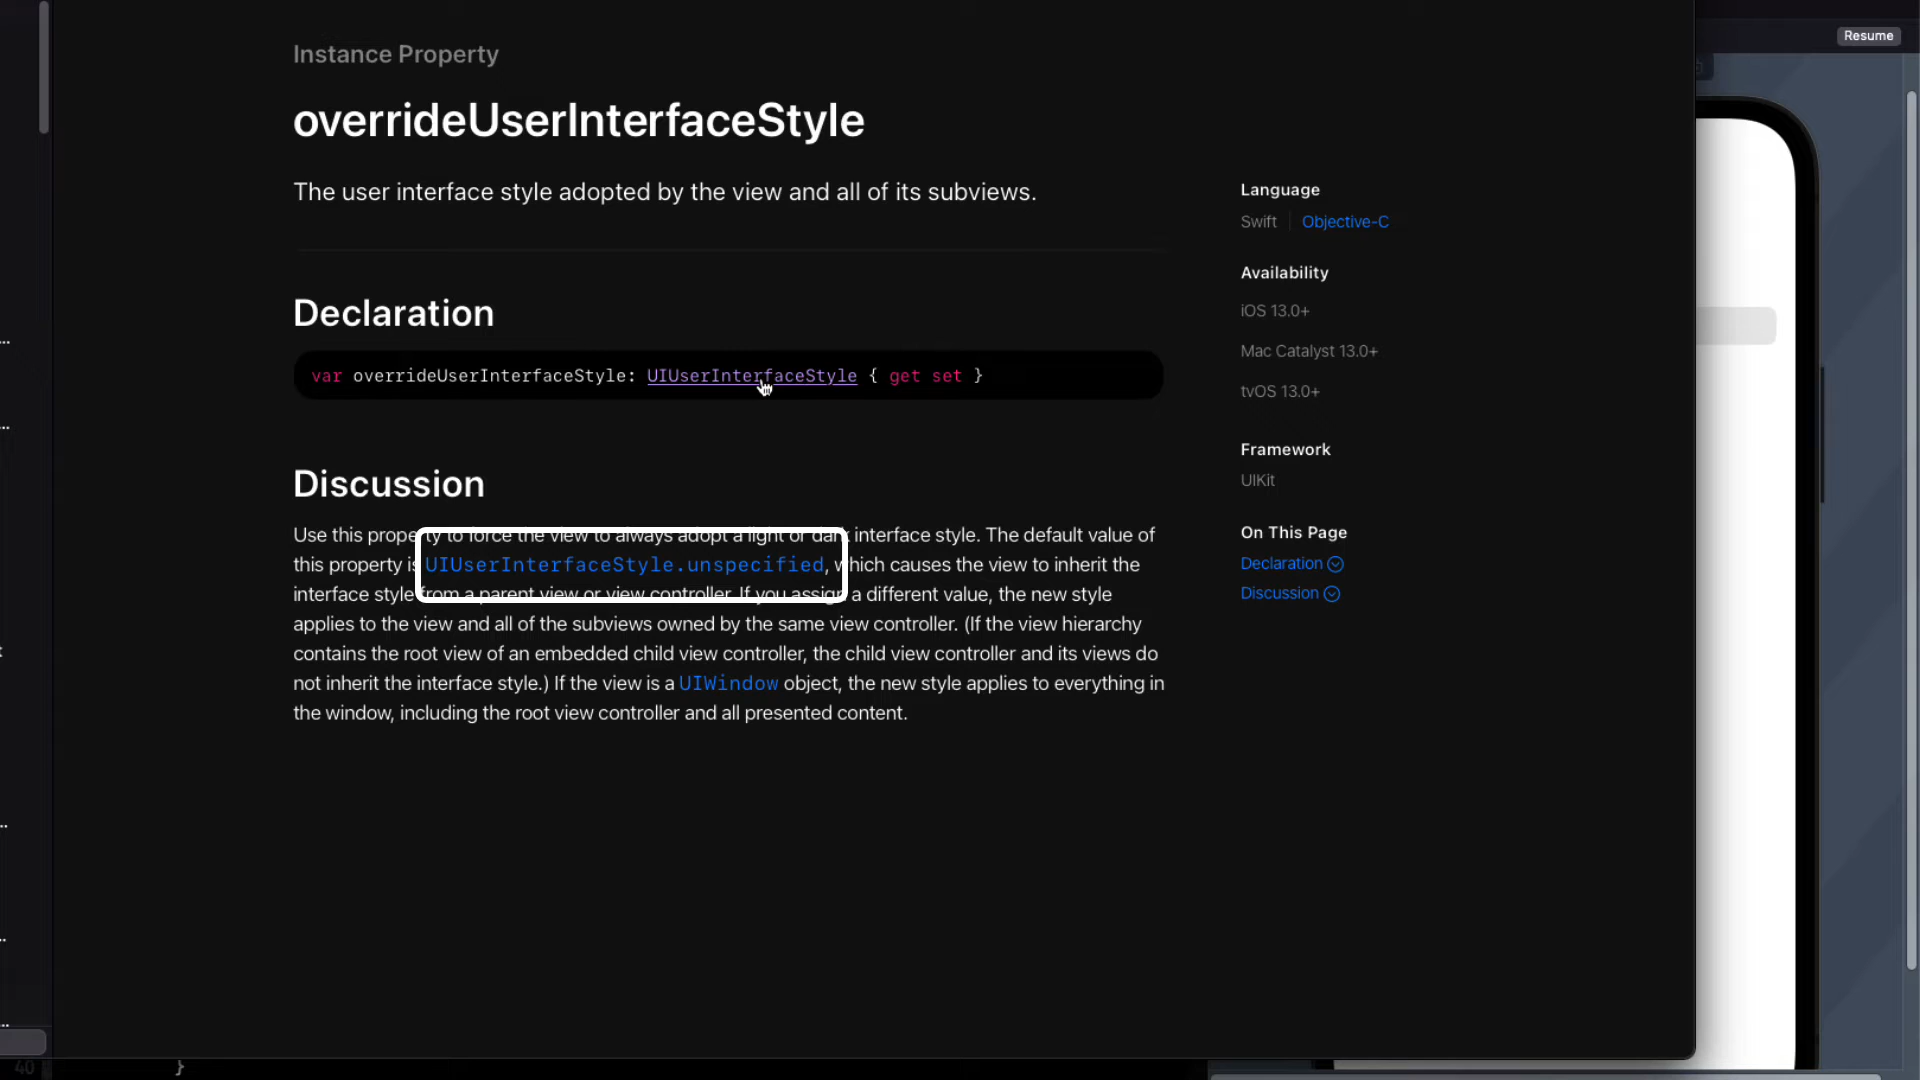 Resume
Instance Property
overrideUserInterfaceStyle
The user interface style adopted by the view and all of its subviews.
Declaration
var overrideUserInterfaceStyle: UIUserInterfaceStyle { get set }
Discussion
Use this property to force the view to always adopt a light or dark interface style. The default value of
this property is UIUserInterfaceStyle.unspecified, which causes the view to inherit the
interface style from a parent view or view controller. If you assign a different value, the new style
applies to the view and all of the subviews owned by the same view controller. (If the view hierarchy
contains the root view of an embedded child view controller, the child view controller and its views do
not inherit the interface style.) If the view is a UIWindow object, the new style applies to everything in
the window, including the root view controller and all presented content.
Language
Swift
Objective-C
Availability
iOS 13.0+
Mac Catalyst 13.0+
tvOS 13.0+
Framework
UIKit
On This Page
Declaration
Discussion
40 }